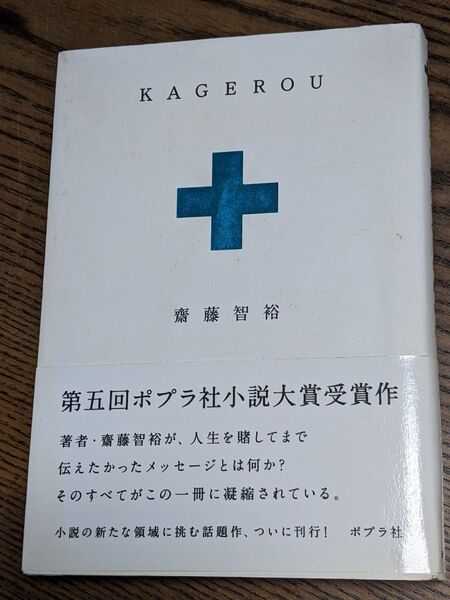 KAGEROU
齋藤智裕
第五回ポプラ社小説大賞受賞作
著者・齋藤智裕が、人生を賭してまで
伝えたかったメッセージとは何か?
そのすべてがこの一冊に凝縮されている。
小説の新たな領域に挑む話題作、ついに刊行! ポプラ社